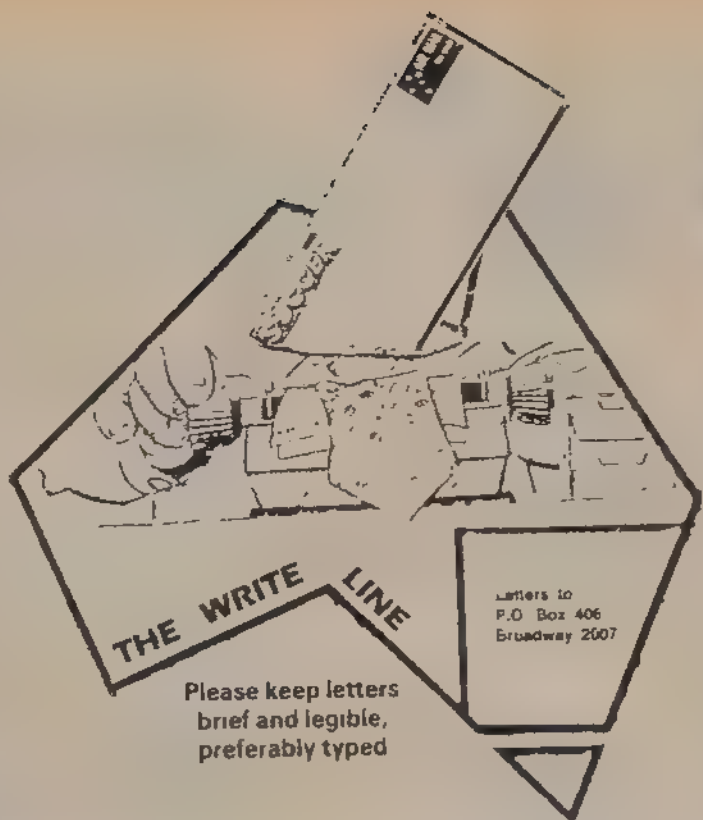 THE WRITE LINE
Letters to
P.O Box 406
Broadway 2007
Please keep letters
brief and legible,
preferably typed